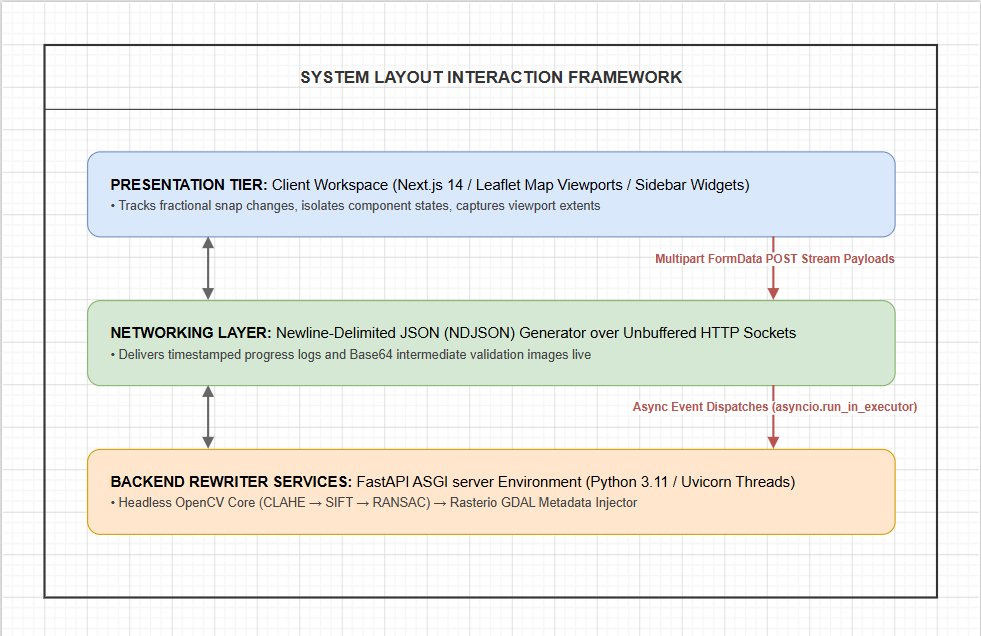 SYSTEM LAYOUT INTERACTION FRAMEWORK
PRESENTATION TIER: Client Workspace (Next.js 14 / Leaflet Map Viewports / Sidebar Widgets)
• Tracks fractional snap changes, isolates component states, captures viewport extents
Multipart FormData POST Stream Payloads
NETWORKING LAYER: Newline-Delimited JSON (NDJSON) Generator over Unbuffered HTTP Sockets
• Delivers timestamped progress logs and Base64 intermediate validation images live
Async Event Dispatches (asyncio.run_in_executor)
BACKEND REWRITER SERVICES: FastAPI ASGI server Environment (Python 3.11 / Uvicorn Threads)
• Headless OpenCV Core (CLAHE → SIFT → RANSAC) → Rasterio GDAL Metadata Injector